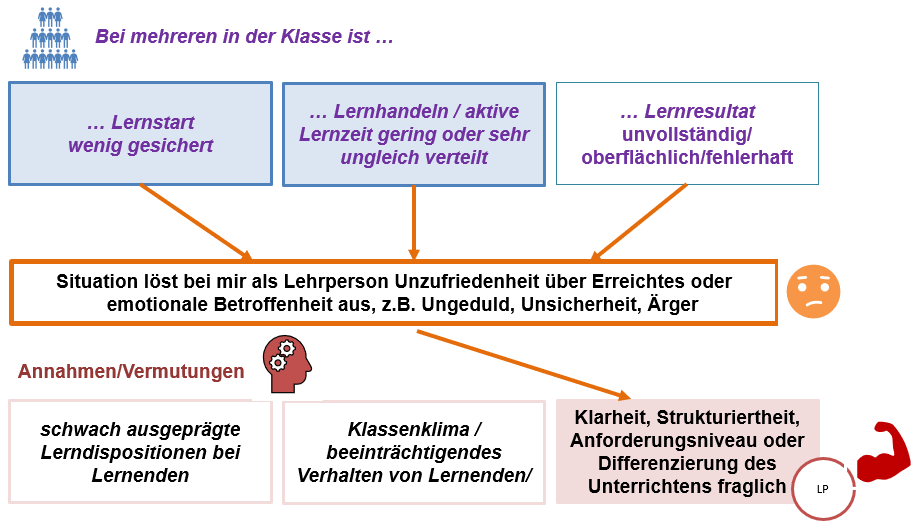 Bei mehreren in der Klasse ist …
… Lernstart
wenig gesichert
… Lernhandeln / aktive
Lernzeit gering oder sehr
ungleich verteilt
… Lernresultat
unvollständig/
oberflächlich/fehlerhaft
Situation löst bei mir als Lehrperson Unzufriedenheit über Erreichtes oder
emotionale Betroffenheit aus, z.B. Ungeduld, Unsicherheit, Ärger
Annahmen/Vermutungen
schwach ausgeprägte
Lerndispositionen bei
Lernenden
Klassenklima /
beeinträchtigendes
Verhalten von Lernenden/
Klarheit, Strukturiertheit,
Anforderungsniveau oder
Differenzierung des
Unterrichtens fraglich
LP